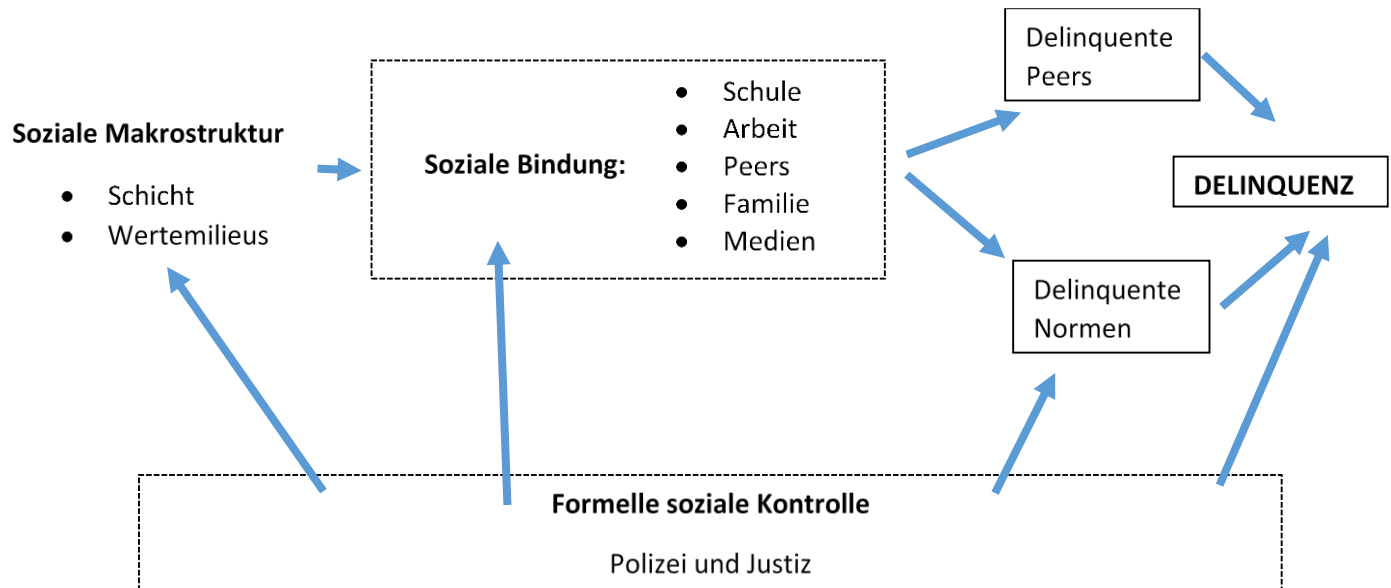 Soziale Makrostruktur
• Schicht
• Wertemilieus
Soziale Bindung:
• Schule
• Arbeit
• Peers
• Familie
• Medien
Delinquente
Peers
DELINQUENZ
Delinquente
Normen
Formelle soziale Kontrolle
Polizei und Justiz